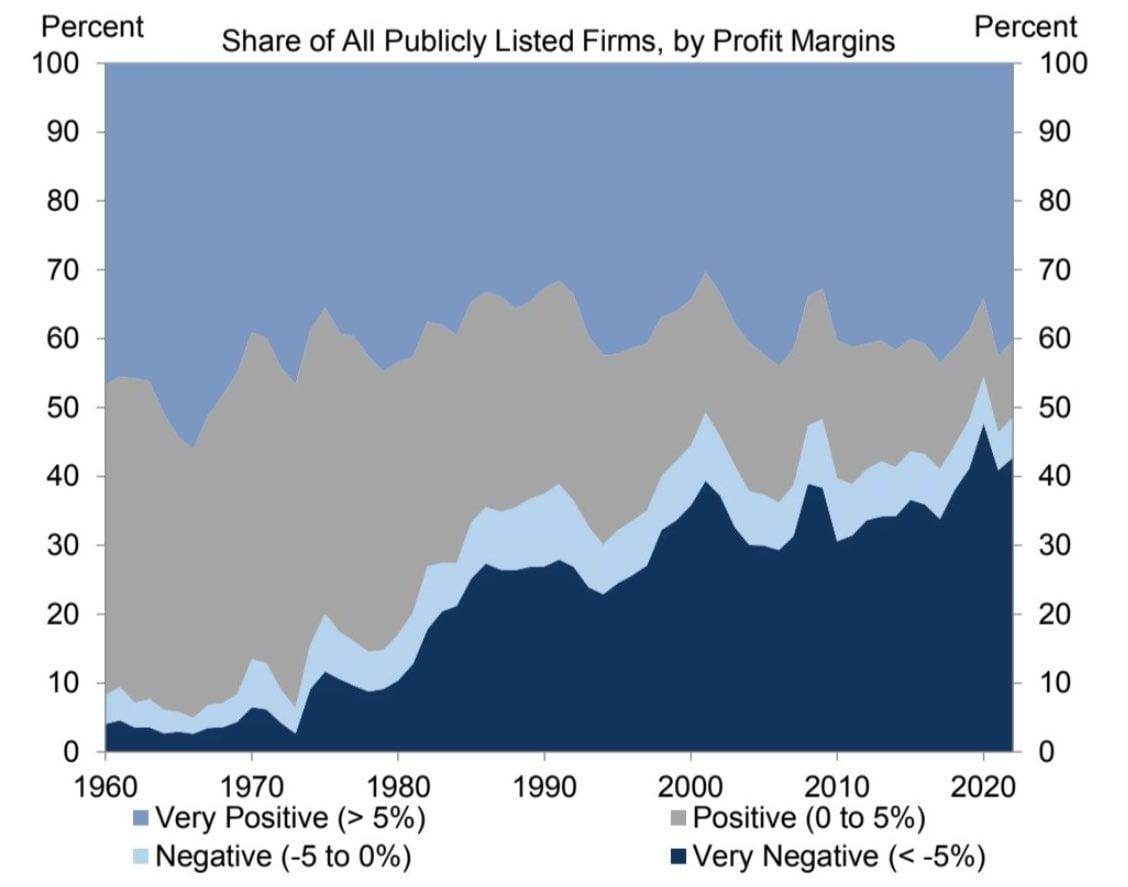 Percent Percent
Share of All Publicly Listed Firms, by Profit Margins
100 100
90 90
80 80
70 70
60 60
50 50
40 40
30 30
20 20
10 10
0 0
1960 1970 1980 1990 2000 2010 2020
Very Positive (> 5%) Positive (0 to 5%)
Negative (-5 to 0%) Very Negative (< -5%)